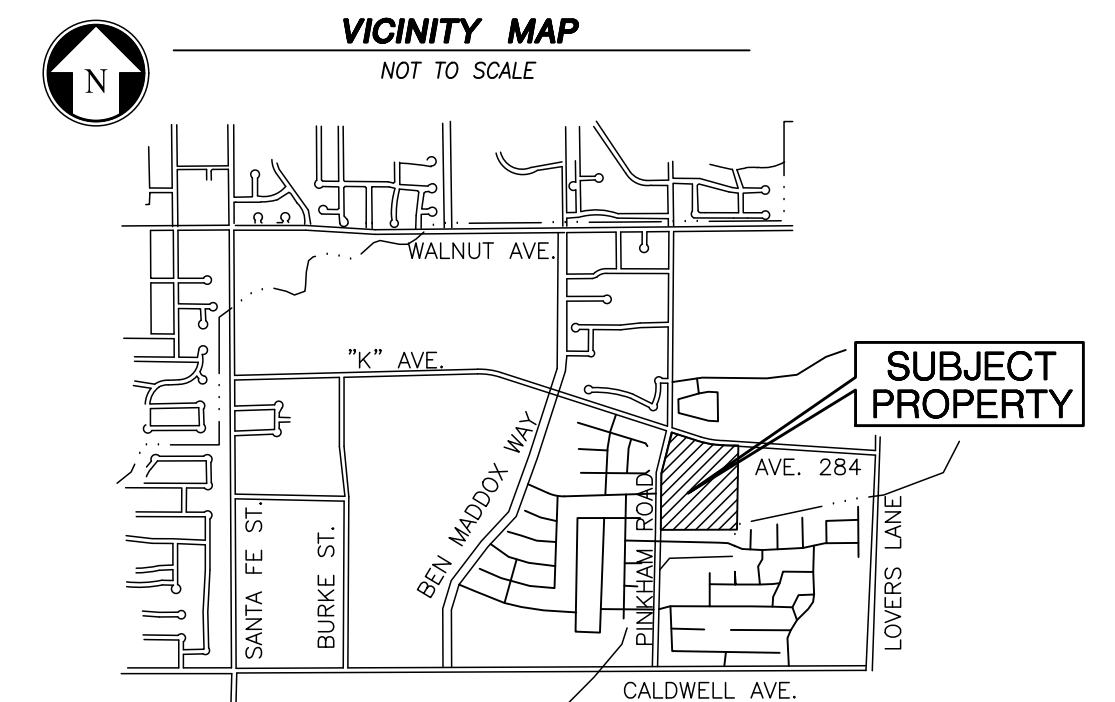 VICINITY MAP
NOT TO SCALE
N
WALNUT AVE.
"K" AVE.
SUBJECT
PROPERTY
AVE. 284
BEN MADDOX WAY
PINKHAM ROAD
SANTA FE ST.
BURKE ST.
LOVERS LANE
CALDWELL AVE.